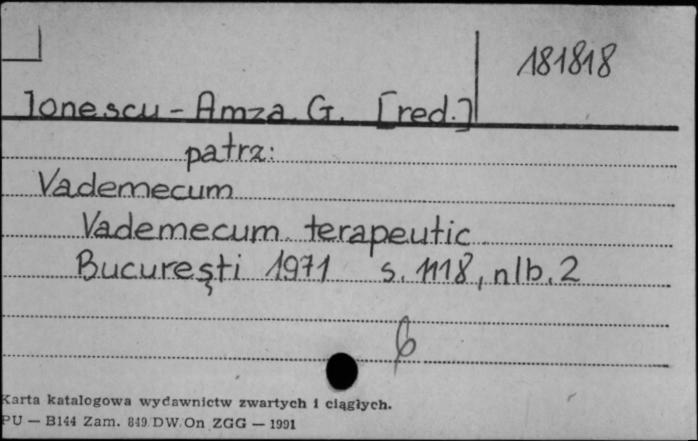 181818
Ionescu-Amza G. [red.]
patrz:
Vademecum
Vademecum terapeutic
Bucureşti 1971 s. 1118, nlb. 2
Karta katalogowa wydawnictw zwartych i ciągłych.
PU — B144 Zam. 849/DW/On ZGG — 1991